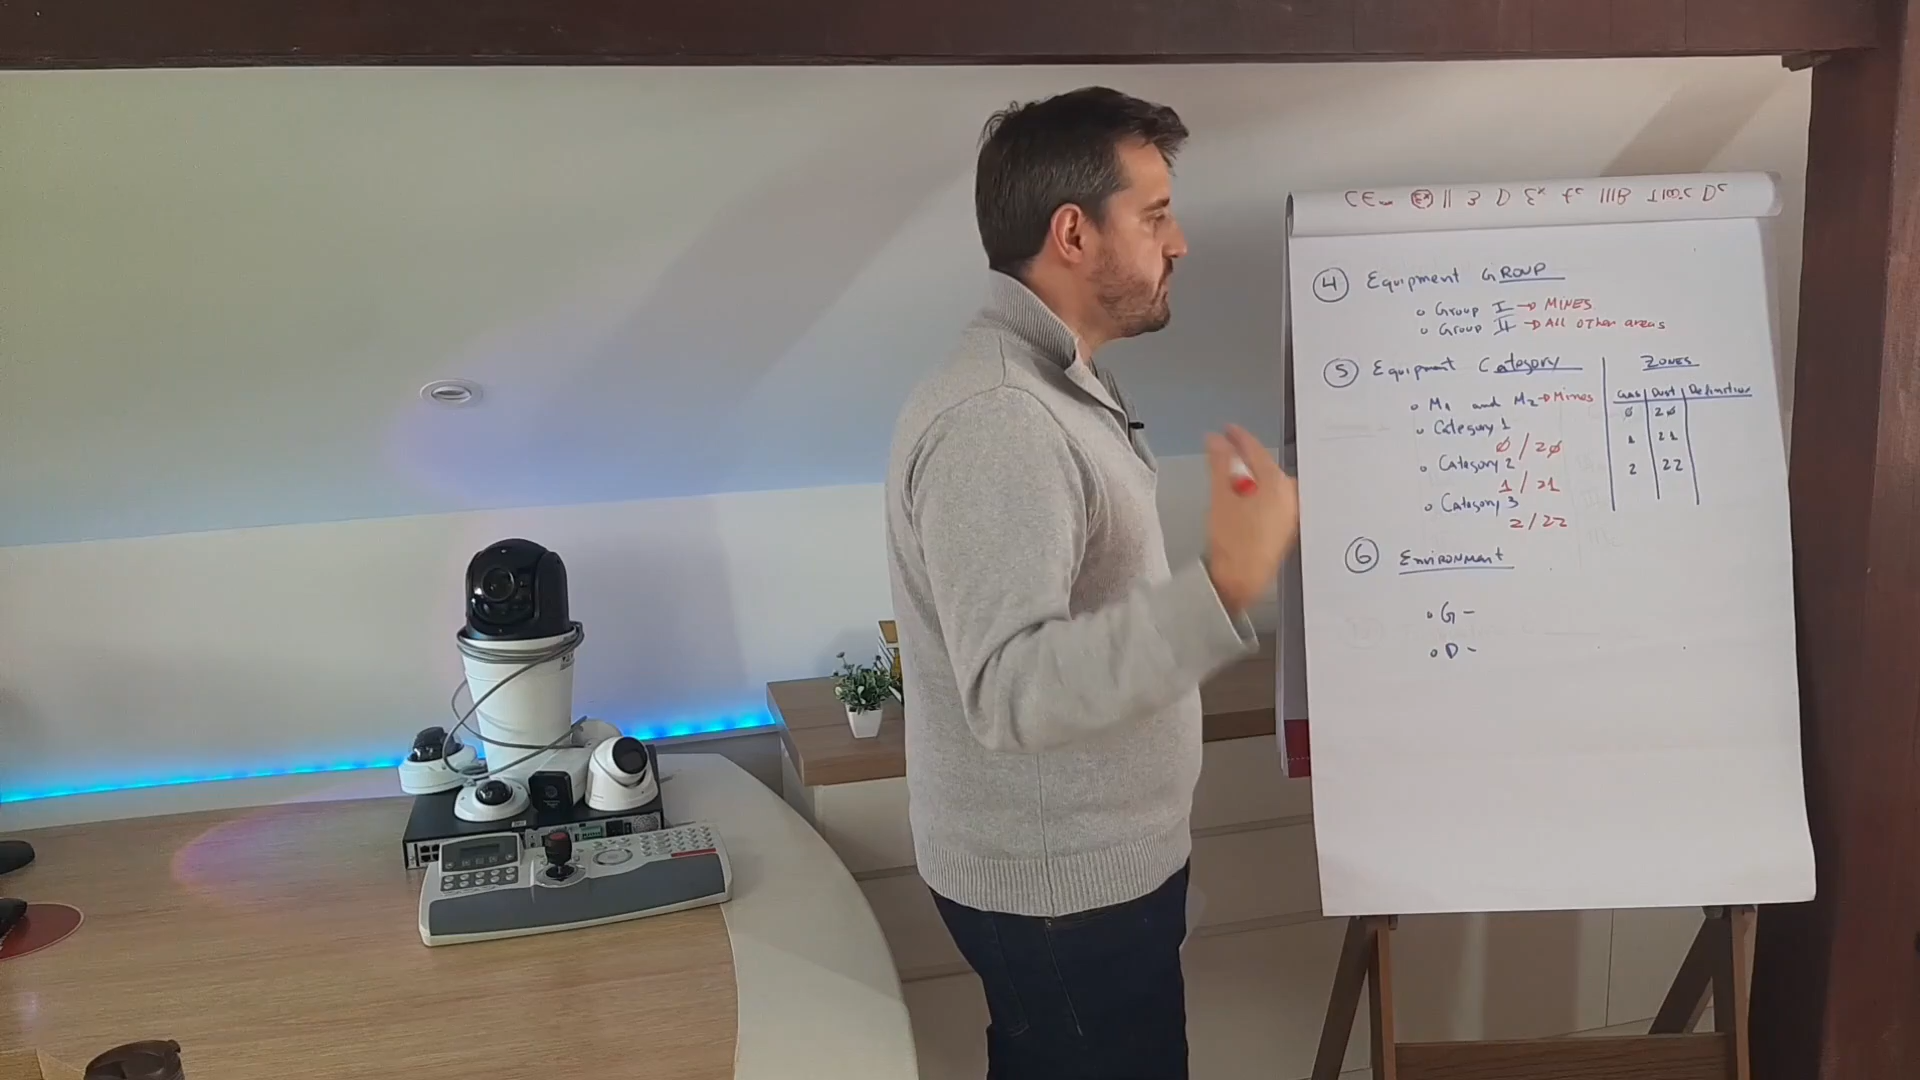 CE Ex II 3 D Ex tc IIIB T100°C Dc
4 Equipment GROUP
o Group I → MINES
o Group II → All other areas
5 Equipment Category
o M1 and M2 → Mines
o Category 1
0 / 20
o Category 2
1 / 21
o Category 3
2 / 22
ZONES
Gas Dust Definition
0 20
1 21
2 22
6 ENVIRONMENT
o G -
o D -